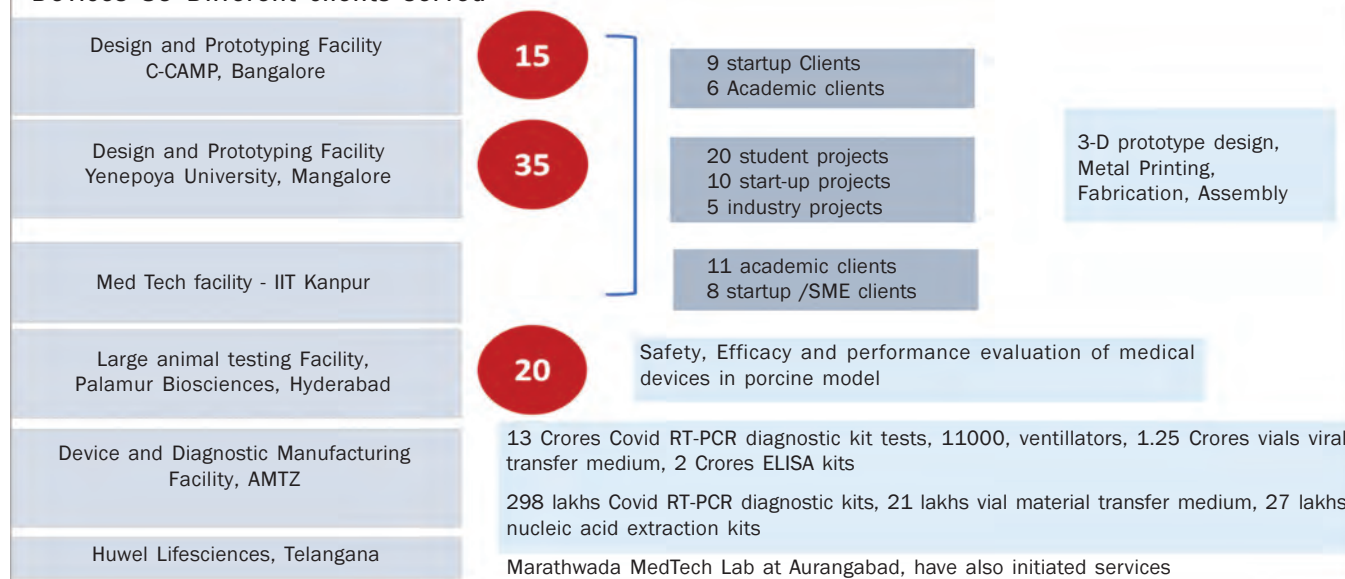 Design and Prototyping Facility
C-CAMP, Bangalore
15
9 startup Clients
6 Academic clients
Design and Prototyping Facility
Yenepoya University, Mangalore
35
20 student projects
10 start-up projects
5 industry projects
3-D prototype design,
Metal Printing,
Fabrication, Assembly
Med Tech facility - IIT Kanpur
11 academic clients
8 startup /SME clients
Large animal testing Facility,
Palamur Biosciences, Hyderabad
20
Safety, Efficacy and performance evaluation of medical
devices in porcine model
Device and Diagnostic Manufacturing
Facility, AMTZ
13 Crores Covid RT-PCR diagnostic kit tests, 11000, ventillators, 1.25 Crores vials viral
transfer medium, 2 Crores ELISA kits
298 lakhs Covid RT-PCR diagnostic kits, 21 lakhs vial material transfer medium, 27 lakhs
nucleic acid extraction kits
Huwel Lifesciences, Telangana
Marathwada MedTech Lab at Aurangabad, have also initiated services